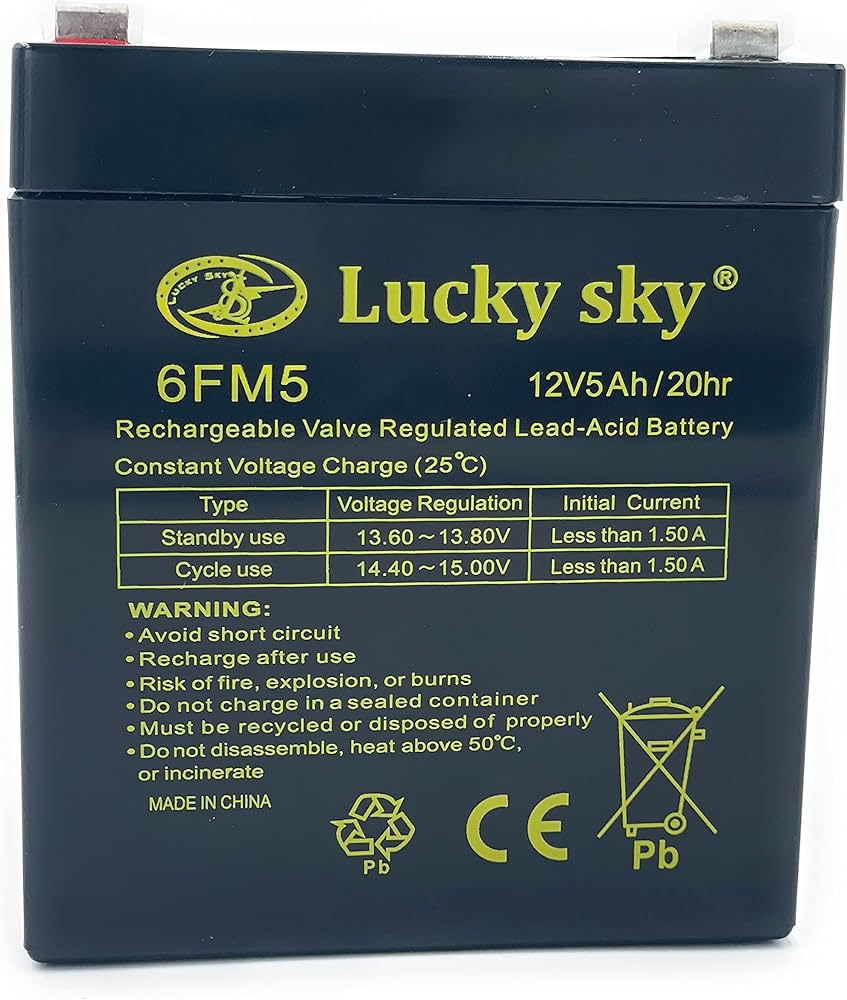 LUCKY SKY
Lucky sky®
6FM5 12V5Ah/20hr
Rechargeable Valve Regulated Lead-Acid Battery
Constant Voltage Charge (25℃)
Type Voltage Regulation Initial Current
Standby use 13.60~13.80V Less than 1.50A
Cycle use 14.40~15.00V Less than 1.50A
WARNING:
•Avoid short circuit
•Recharge after use
•Risk of fire, explosion, or burns
•Do not charge in a sealed container
•Must be recycled or disposed of properly
•Do not disassemble, heat above 50℃,
or incinerate
MADE IN CHINA
Pb
CE
Pb